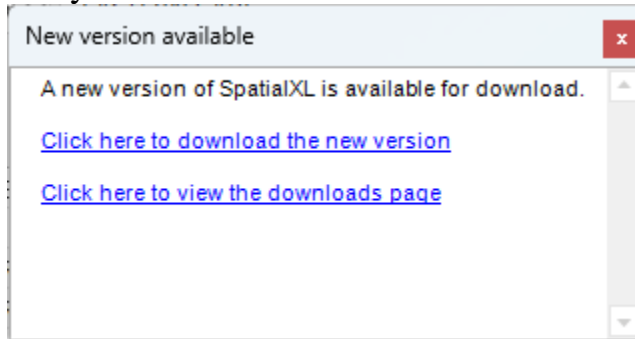 New version available
x
A new version of SpatialXL is available for download.
Click here to download the new version
Click here to view the downloads page